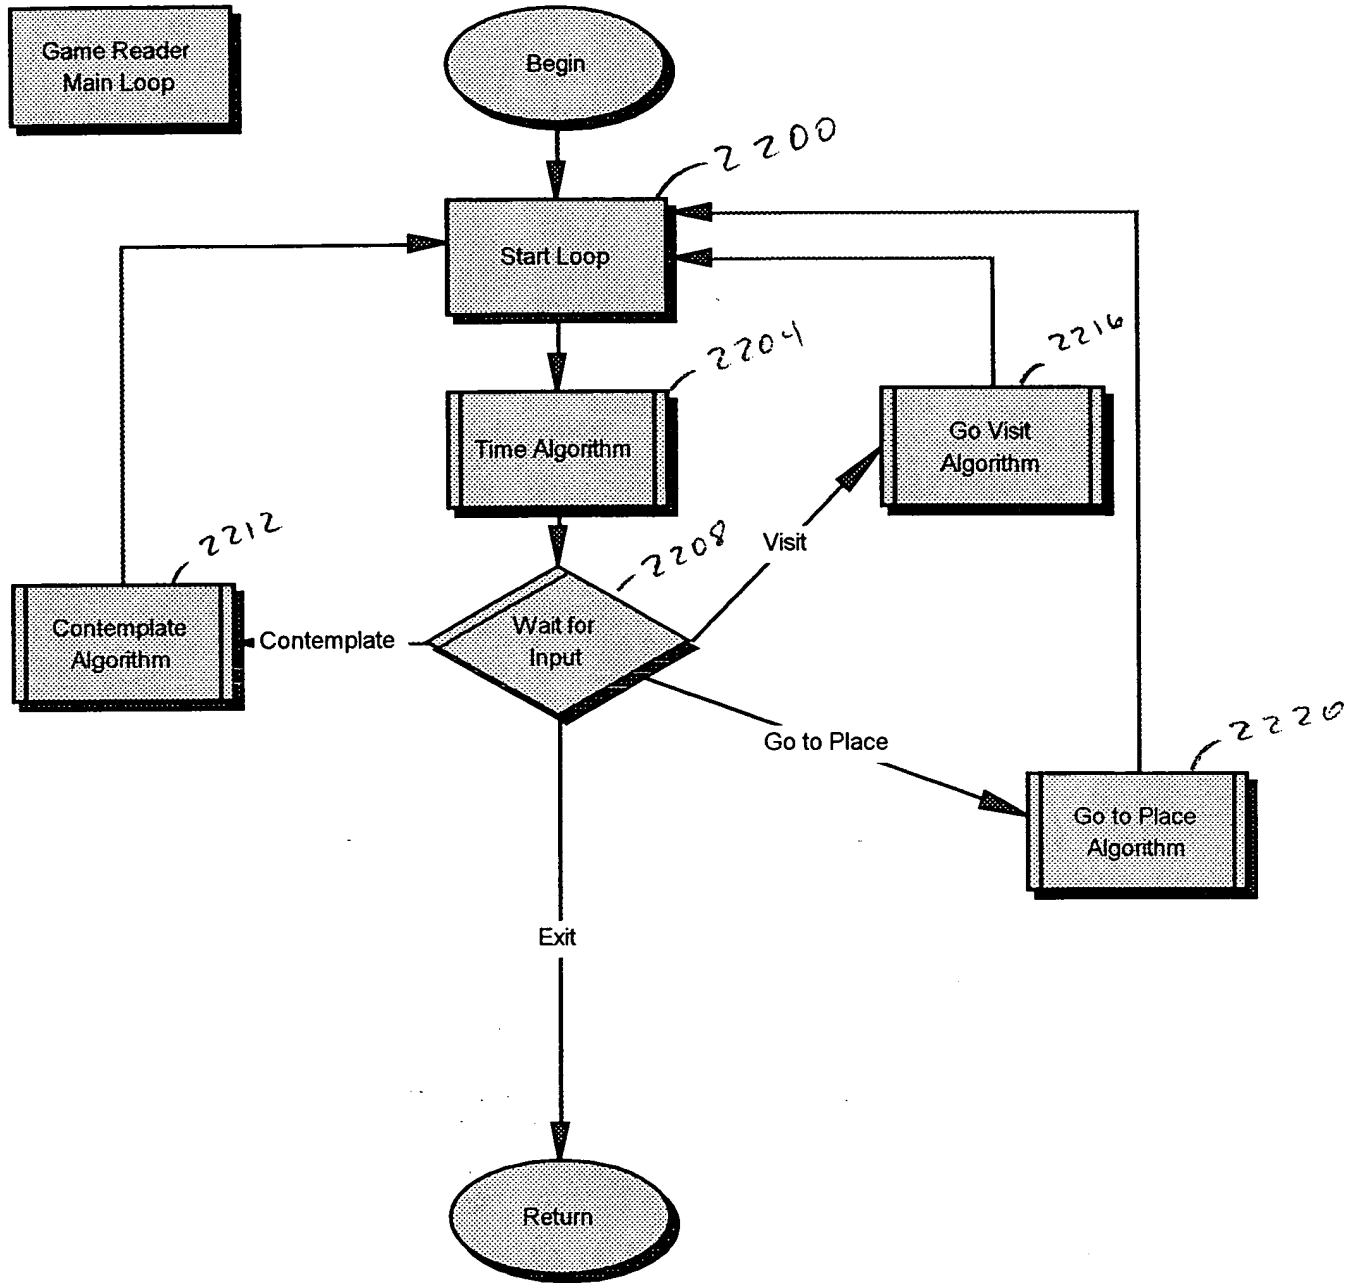 Game Reader
Main Loop
Begin
2200
Start Loop
2204
Time Algorithm
2216
Go Visit
Algorithm
2212
Contemplate
Algorithm
Contemplate
2208
Wait for
Input
Visit
Go to Place
2220
Go to Place
Algorithm
Exit
Return